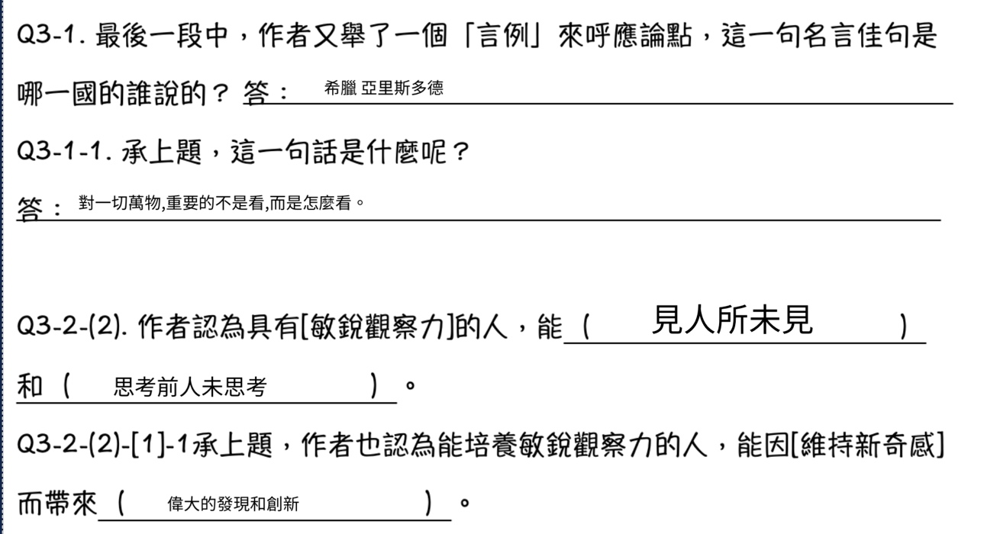 Q3-1. 最後一段中，作者又舉了一個「言例」來呼應論點，這一句名言佳句是
哪一國的誰說的？ 答： 希臘 亞里斯多德
Q3-1-1. 承上題，這一句話是什麼呢？
答： 對一切萬物,重要的不是看,而是怎麼看。
Q3-2-(2). 作者認為具有[敏銳觀察力]的人，能 ( 見人所未見 )
和 ( 思考前人未思考 ) 。
Q3-2-(2)-[1]-1承上題，作者也認為能培養敏銳觀察力的人，能因[維持新奇感]
而帶來 ( 偉大的發現和創新 ) 。